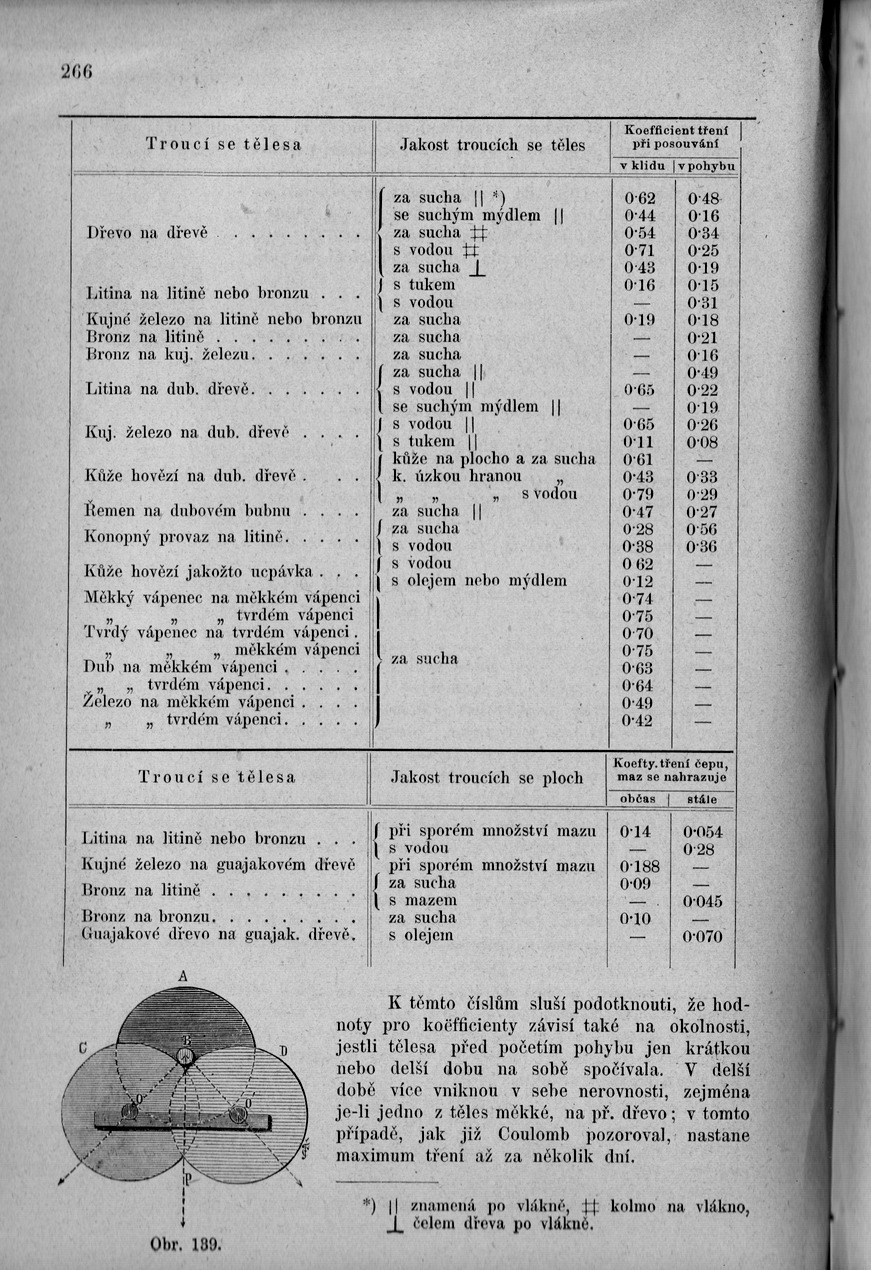 266
Troucí se tělesa Jakost troucích se těles Koefficient tření při posouvání
v klidu v pohybu
za sucha || *) 0·62 0·48
se suchým mýdlem || 0·44 0·16
Dřevo na dřevě . . . . . . . . . za sucha ‡‡ 0·54 0·34
s vodou ‡‡ 0·71 0·25
za sucha ⊥ 0·43 0·19
Litina na litině nebo bronzu . . . s tukem 0·16 0·15
s vodou — 0·31
Kujné železo na litině nebo bronzu za sucha 0·19 0·18
Bronz na litině . . . . . . . . . za sucha — 0·21
Bronz na kuj. železu. . . . . . . za sucha — 0·16
za sucha || — 0·49
Litina na dub. dřevě. . . . . . . s vodou || 0·65 0·22
se suchým mýdlem || — 0·19
Kuj. železo na dub. dřevě . . . . s vodou || 0·65 0·26
s tukem || 0·11 0·08
kůže na plocho a za sucha 0·61 —
Kůže hovězí na dub. dřevě . . . k. úzkou hranou „ 0·43 0·33
„ „ „ s vodou 0·79 0·29
Řemen na dubovém bubnu . . . . za sucha || 0·47 0·27
Konopný provaz na litině. . . . . za sucha 0·28 0·56
s vodou 0·38 0·36
Kůže hovězí jakožto ucpávka . . . s vodou 0 62 —
s olejem nebo mýdlem 0·12 —
Měkký vápenec na měkkém vápenci 0·74 —
„ „ „ tvrdém vápenci 0·75 —
Tvrdý vápenec na tvrdém vápenci . 0·70 —
„ „ „ měkkém vápenci 0·75 —
za sucha
Dub na měkkém vápenci . . . . . 0·63 —
„ „ tvrdém vápenci. . . . . . 0·64 —
Železo na měkkém vápenci . . . . 0·49 —
„ „ tvrdém vápenci. . . . . 0·42 —
Troucí se tělesa Jakost troucích se ploch Koefty. tření čepu, maz se nahrazuje
občas stále
Litina na litině nebo bronzu . . . při sporém množství mazu 0·14 0·054
s vodou — 0·28
Kujné železo na guajakovém dřevě při sporém množství mazu 0·188 —
Bronz na litině . . . . . . . . . za sucha 0·09 —
s mazem — . 0·045
Bronz na bronzu. . . . . . . . . za sucha 0·10 —
Guajakové dřevo na guajak. dřevě. s olejem — 0·070
A
B
C
D
O
O
P
Obr. 139.
K těmto číslům sluší podotknouti, že hod-
noty pro koëfficienty závisí také na okolnosti,
jestli tělesa před početím pohybu jen krátkou
nebo delší dobu na sobě spočívala. V delší
době více vniknou v sebe nerovnosti, zejména
je-li jedno z těles měkké, na př. dřevo; v tomto
případě, jak již Coulomb pozoroval, nastane
maximum tření až za několik dní.
*) || znamená po vlákně, ‡‡ kolmo na vlákno,
⊥ čelem dřeva po vlákně.